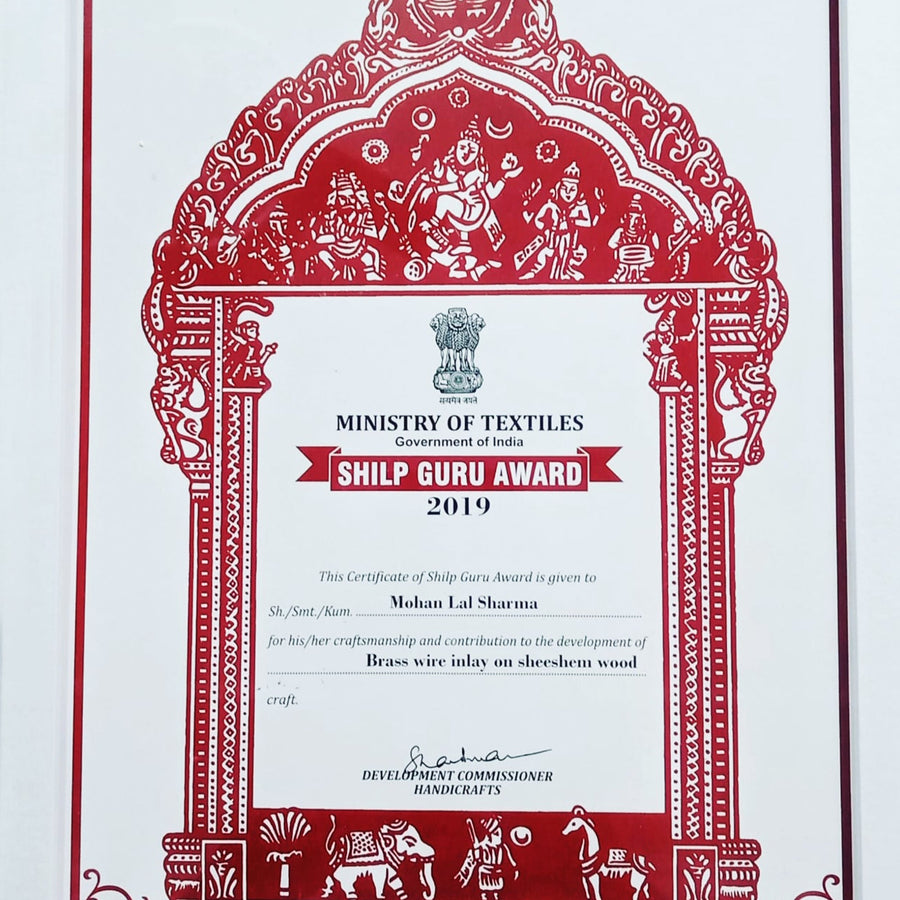 सत्यमेव जयते
MINISTRY OF TEXTILES
Government of India
SHILP GURU AWARD
2019
This Certificate of Shilp Guru Award is given to
Sh./Smt./Kum. Mohan Lal Sharma
for his/her craftsmanship and contribution to the development of
Brass wire inlay on sheeshem wood
craft.
DEVELOPMENT COMMISSIONER
HANDICRAFTS